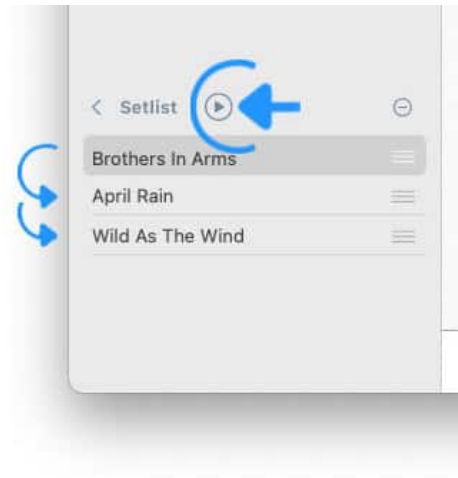 Setlist
Brothers In Arms
April Rain
Wild As The Wind